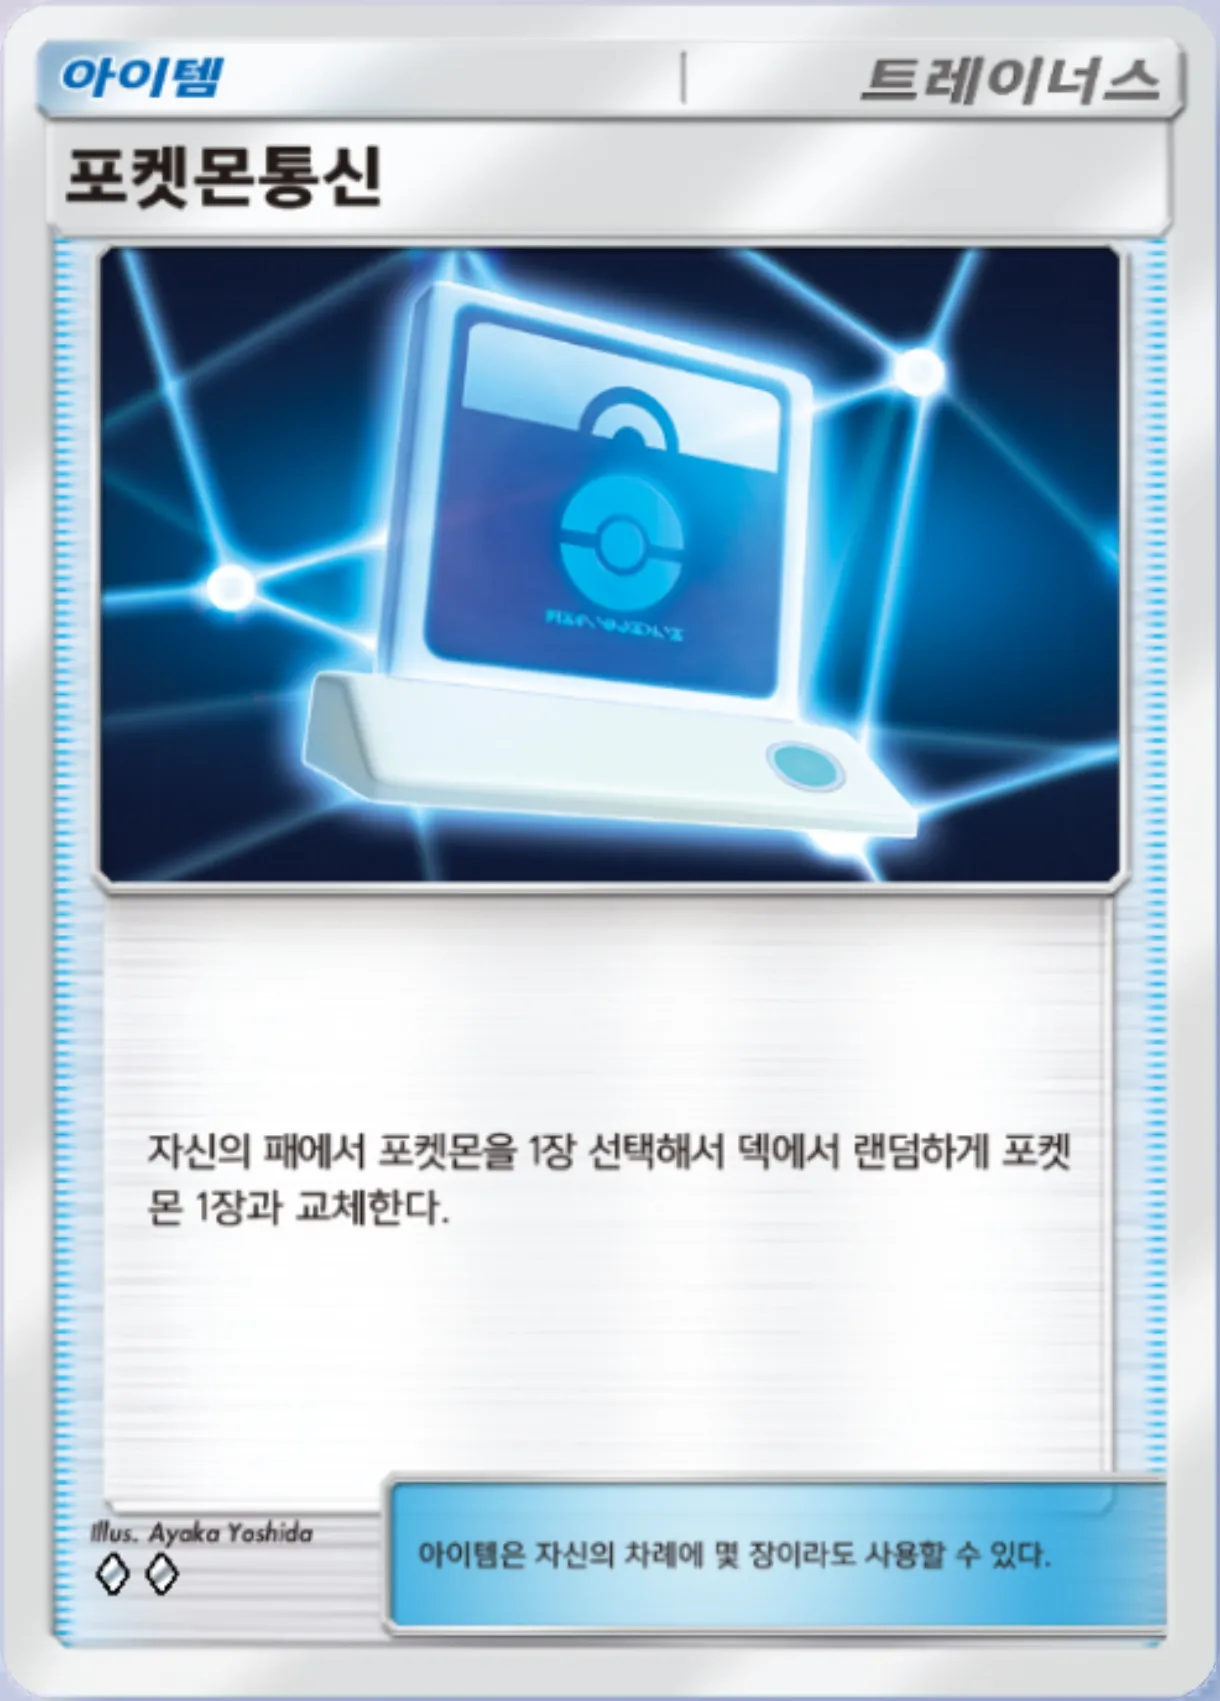 아이템
트레이너스
포켓몬통신
자신의 패에서 포켓몬을 1장 선택해서 덱에서 랜덤하게 포켓
몬 1장과 교체한다.
Illus. Ayaka Yoshida
아이템은 자신의 차례에 몇 장이라도 사용할 수 있다.